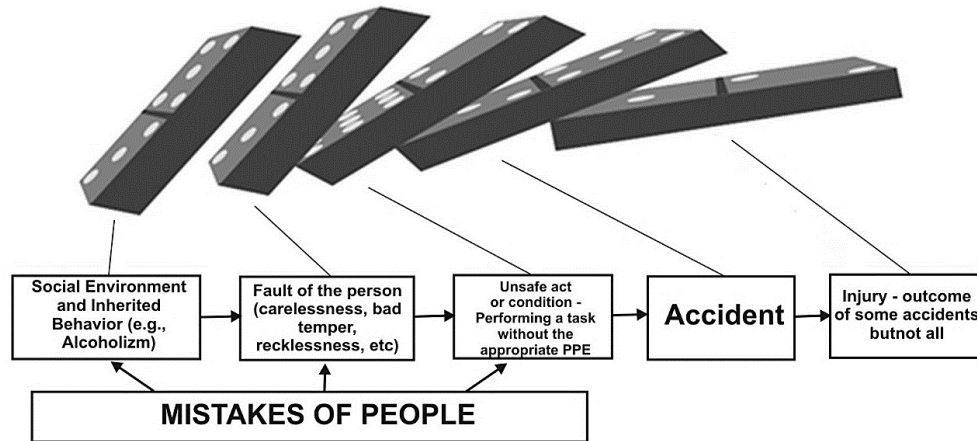 Social Environment
and Inherited
Behavior (e.g.,
Alcoholizm)
Fault of the person
(carelessness, bad
temper,
recklessness, etc)
Unsafe act
or condition -
Performing a task
without the
appropriate PPE
Accident
Injury - outcome
of some accidents
butnot all
MISTAKES OF PEOPLE